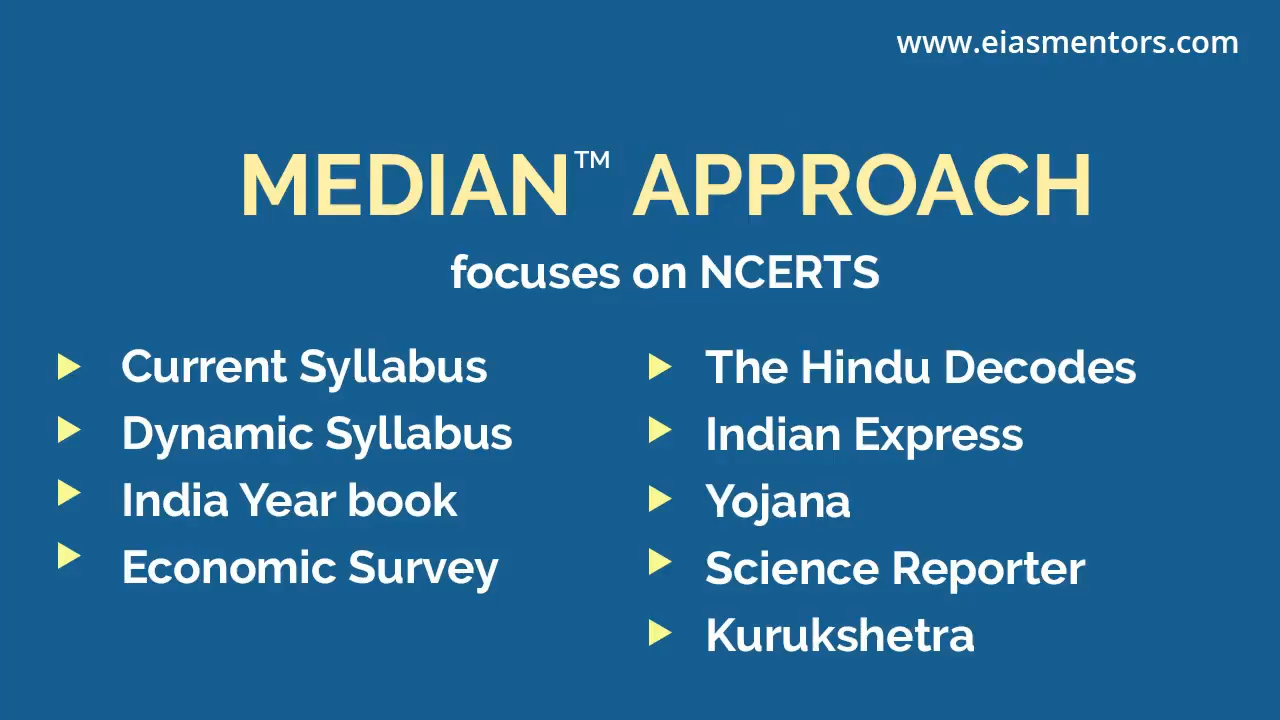 www.eiasmentors.com
MEDIAN™ APPROACH
focuses on NCERTS
Current Syllabus
Dynamic Syllabus
India Year book
Economic Survey
The Hindu Decodes
Indian Express
Yojana
Science Reporter
Kurukshetra